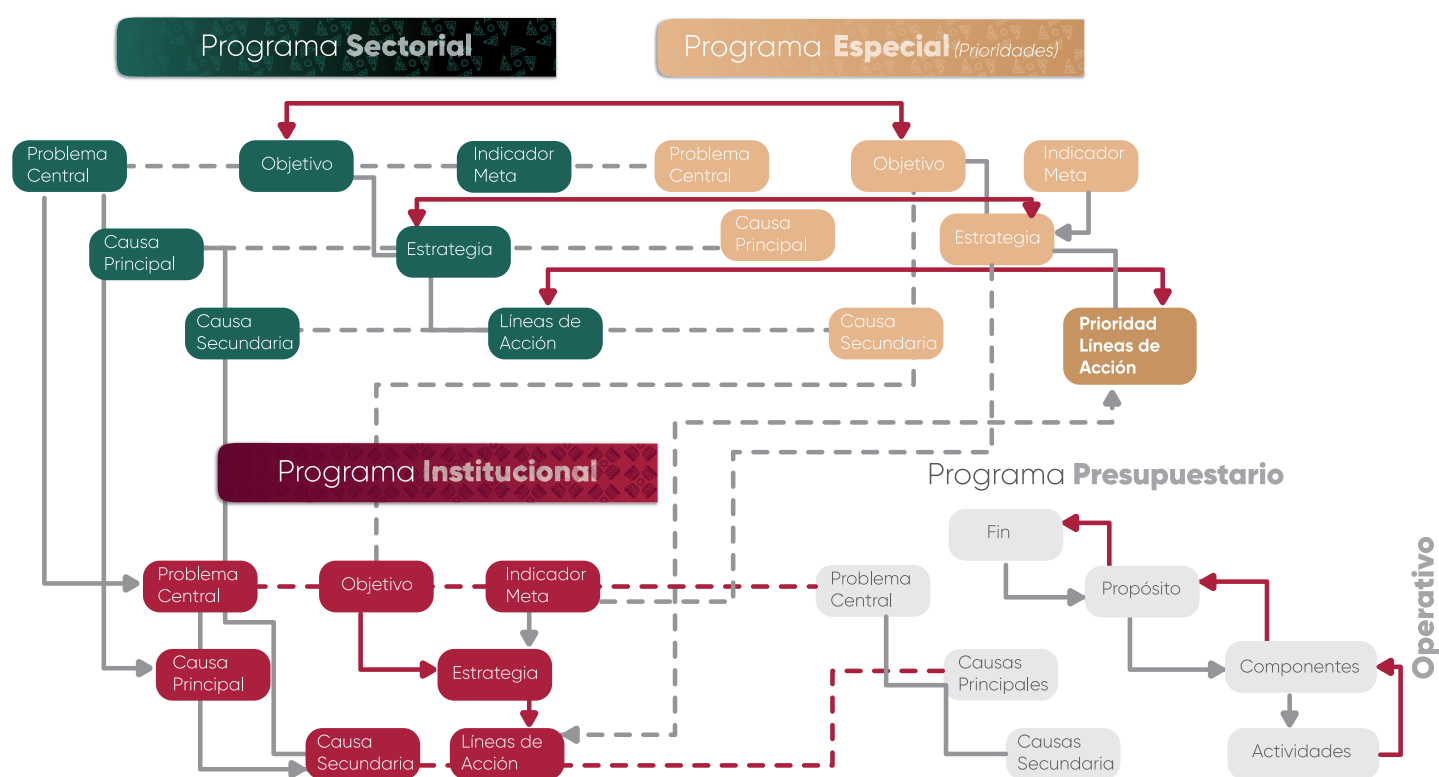 Programa Sectorial
Programa Especial (Prioridades)
Problema
Central
Objetivo
Indicador
Meta
Problema
Central
Objetivo
Indicador
Meta
Causa
Principal
Estrategia
Causa
Principal
Estrategia
Causa
Secundaria
Líneas de
Acción
Causa
Secundaria
Prioridad
Líneas de
Acción
Programa Institucional
Programa Presupuestario
Fin
Problema
Central
Objetivo
Indicador
Meta
Problema
Central
Propósito
Operativo
Causa
Principal
Estrategia
Causas
Principales
Componentes
Causa
Secundaria
Líneas de
Acción
Causas
Secundaria
Actividades